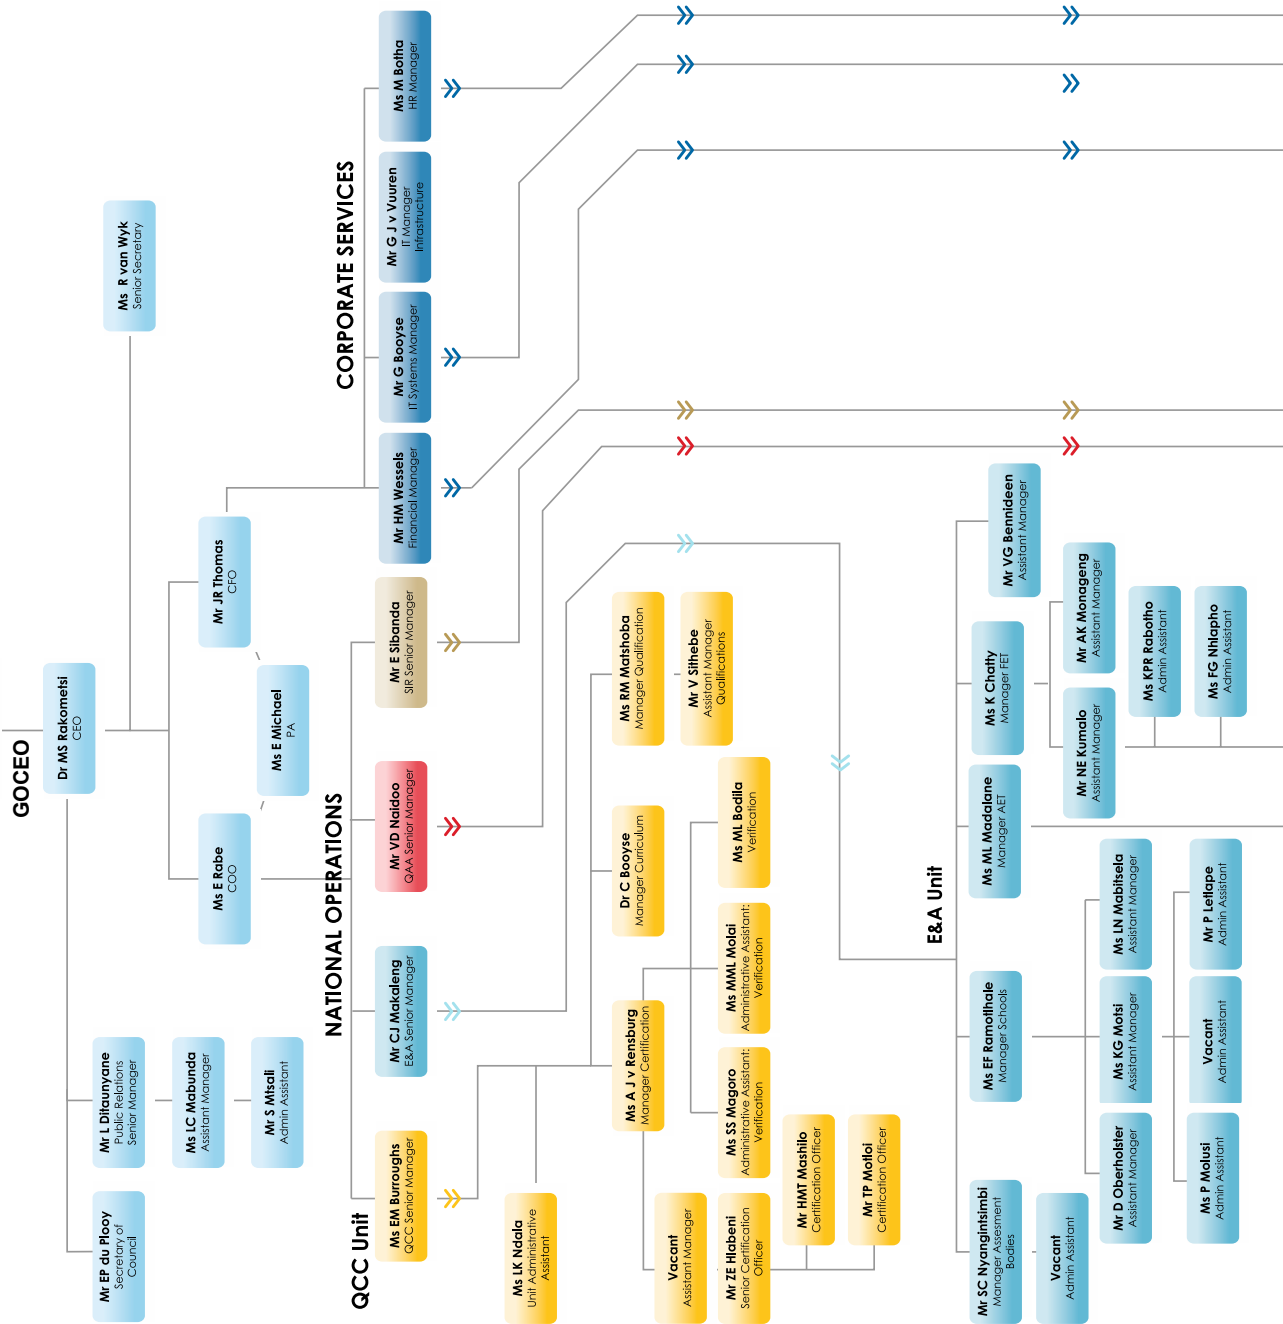 GOCEO
Dr MS Rakometsi
CEO
Ms R van Wyk
Senior Secretary
Mr EP du Plooy
Secretary of
Council
Mr L Ditaunyane
Public Relations
Senior Manager
Ms LC Mabunda
Assistant Manager
Mr S Mtsali
Admin Assistant
Ms E Rabe
COO
Mr JR Thomas
CFO
Ms E Michael
PA
NATIONAL OPERATIONS
CORPORATE SERVICES
QCC Unit
Ms EM Burroughs
QCC Senior Manager
Mr CJ Makaleng
E&A Senior Manager
Mr VD Naidoo
QAA Senior Manager
Mr E Sibanda
SIR Senior Manager
Mr HM Wessels
Financial Manager
Mr G Booyse
IT Systems Manager
Mr G J v Vuuren
IT Manager
Infrastructure
Ms M Botha
HR Manager
Ms LK Ndala
Unit Administrative
Assistant
Ms A J v Rensburg
Manager Certification
Dr C Booyse
Manager Curriculum
Ms RM Matshoba
Manager Qualification
Mr V Sithebe
Assistant Manager
Qualifications
Vacant
Assistant Manager
Mr ZE Hlabeni
Senior Certification
Officer
Ms SS Magoro
Administrative Assistant:
Verification
Ms MML Molai
Administrative Assistant:
Verification
Ms ML Bodila
Verification
Mr HMT Mashilo
Certification Officer
Mr TP Motloi
Certification Officer
E&A Unit
Mr SC Nyangintsimbi
Manager Assesment
Bodies
Vacant
Admin Assistant
Ms EF Ramotlhale
Manager Schools
Ms ML Madalane
Manager AET
Ms K Chatty
Manager FET
Mr VG Bennideen
Assistant Manager
Mr D Oberholster
Assistant Manager
Ms KG Motsi
Assistant Manager
Ms LN Mabitsela
Assistant Manager
Mr NE Kumalo
Assistant Manager
Mr AK Monageng
Assistant Manager
Ms P Molusi
Admin Assistant
Vacant
Admin Assistant
Mr P Letlape
Admin Assistant
Ms KPR Rabotho
Admin Assistant
Ms FG Nhlapho
Admin Assistant